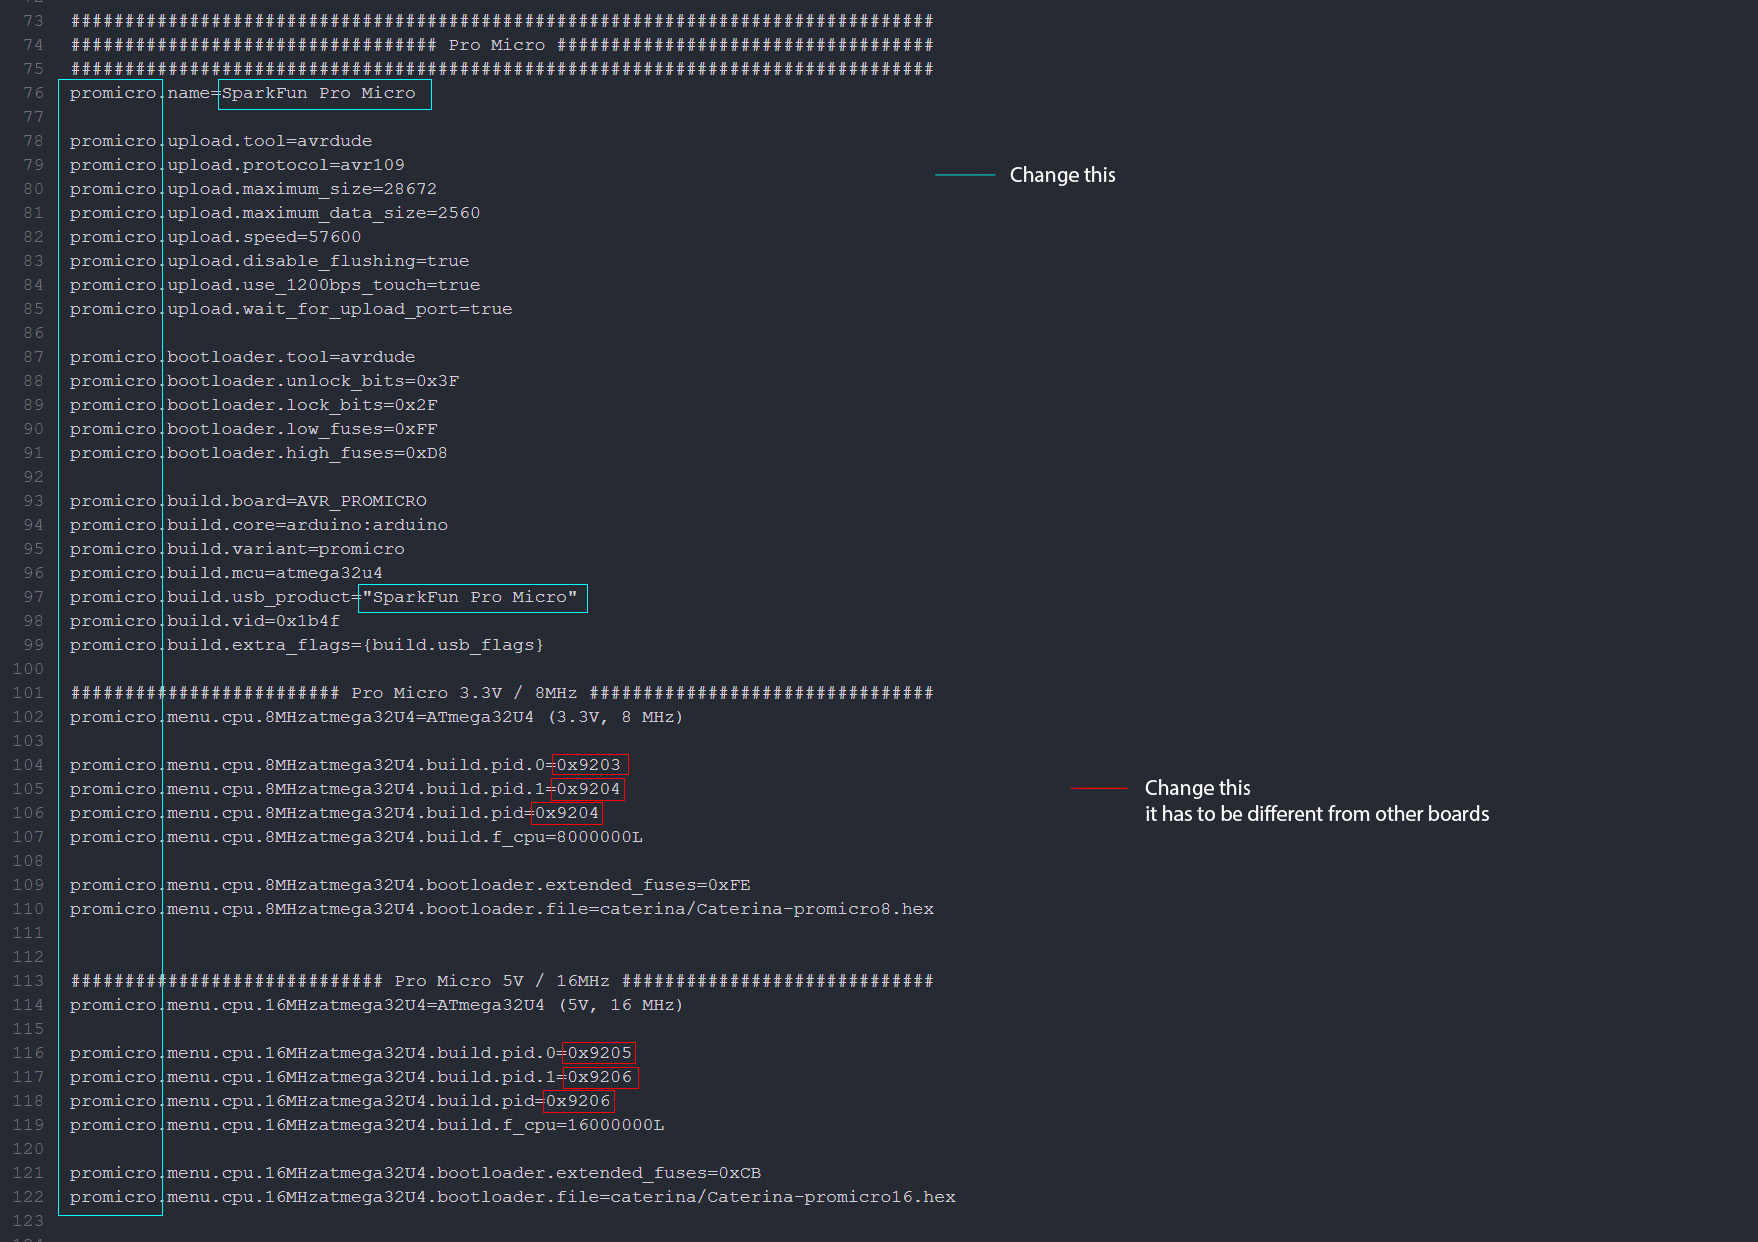 73 ################################################################################
74 ################################## Pro Micro ###################################
75 ################################################################################
76 promicro.name=SparkFun Pro Micro
77
78 promicro.upload.tool=avrdude
79 promicro.upload.protocol=avr109
Change this
80 promicro.upload.maximum_size=28672
81 promicro.upload.maximum_data_size=2560
82 promicro.upload.speed=57600
83 promicro.upload.disable_flushing=true
84 promicro.upload.use_1200bps_touch=true
85 promicro.upload.wait_for_upload_port=true
86
87 promicro.bootloader.tool=avrdude
88 promicro.bootloader.unlock_bits=0x3F
89 promicro.bootloader.lock_bits=0x2F
90 promicro.bootloader.low_fuses=0xFF
91 promicro.bootloader.high_fuses=0xD8
92
93 promicro.build.board=AVR_PROMICRO
94 promicro.build.core=arduino:arduino
95 promicro.build.variant=promicro
96 promicro.build.mcu=atmega32u4
97 promicro.build.usb_product="SparkFun Pro Micro"
98 promicro.build.vid=0x1b4f
99 promicro.build.extra_flags={build.usb_flags}
100
101 ######################### Pro Micro 3.3V / 8MHz ################################
102 promicro.menu.cpu.8MHzatmega32U4=ATmega32U4 (3.3V, 8 MHz)
103
104 promicro.menu.cpu.8MHzatmega32U4.build.pid.0=0x9203
105 promicro.menu.cpu.8MHzatmega32U4.build.pid.1=0x9204
Change this
106 promicro.menu.cpu.8MHzatmega32U4.build.pid=0x9204
it has to be different from other boards
107 promicro.menu.cpu.8MHzatmega32U4.build.f_cpu=8000000L
108
109 promicro.menu.cpu.8MHzatmega32U4.bootloader.extended_fuses=0xFE
110 promicro.menu.cpu.8MHzatmega32U4.bootloader.file=caterina/Caterina-promicro8.hex
111
112
113 ############################# Pro Micro 5V / 16MHz #############################
114 promicro.menu.cpu.16MHzatmega32U4=ATmega32U4 (5V, 16 MHz)
115
116 promicro.menu.cpu.16MHzatmega32U4.build.pid.0=0x9205
117 promicro.menu.cpu.16MHzatmega32U4.build.pid.1=0x9206
118 promicro.menu.cpu.16MHzatmega32U4.build.pid=0x9206
119 promicro.menu.cpu.16MHzatmega32U4.build.f_cpu=16000000L
120
121 promicro.menu.cpu.16MHzatmega32U4.bootloader.extended_fuses=0xCB
122 promicro.menu.cpu.16MHzatmega32U4.bootloader.file=caterina/Caterina-promicro16.hex
123